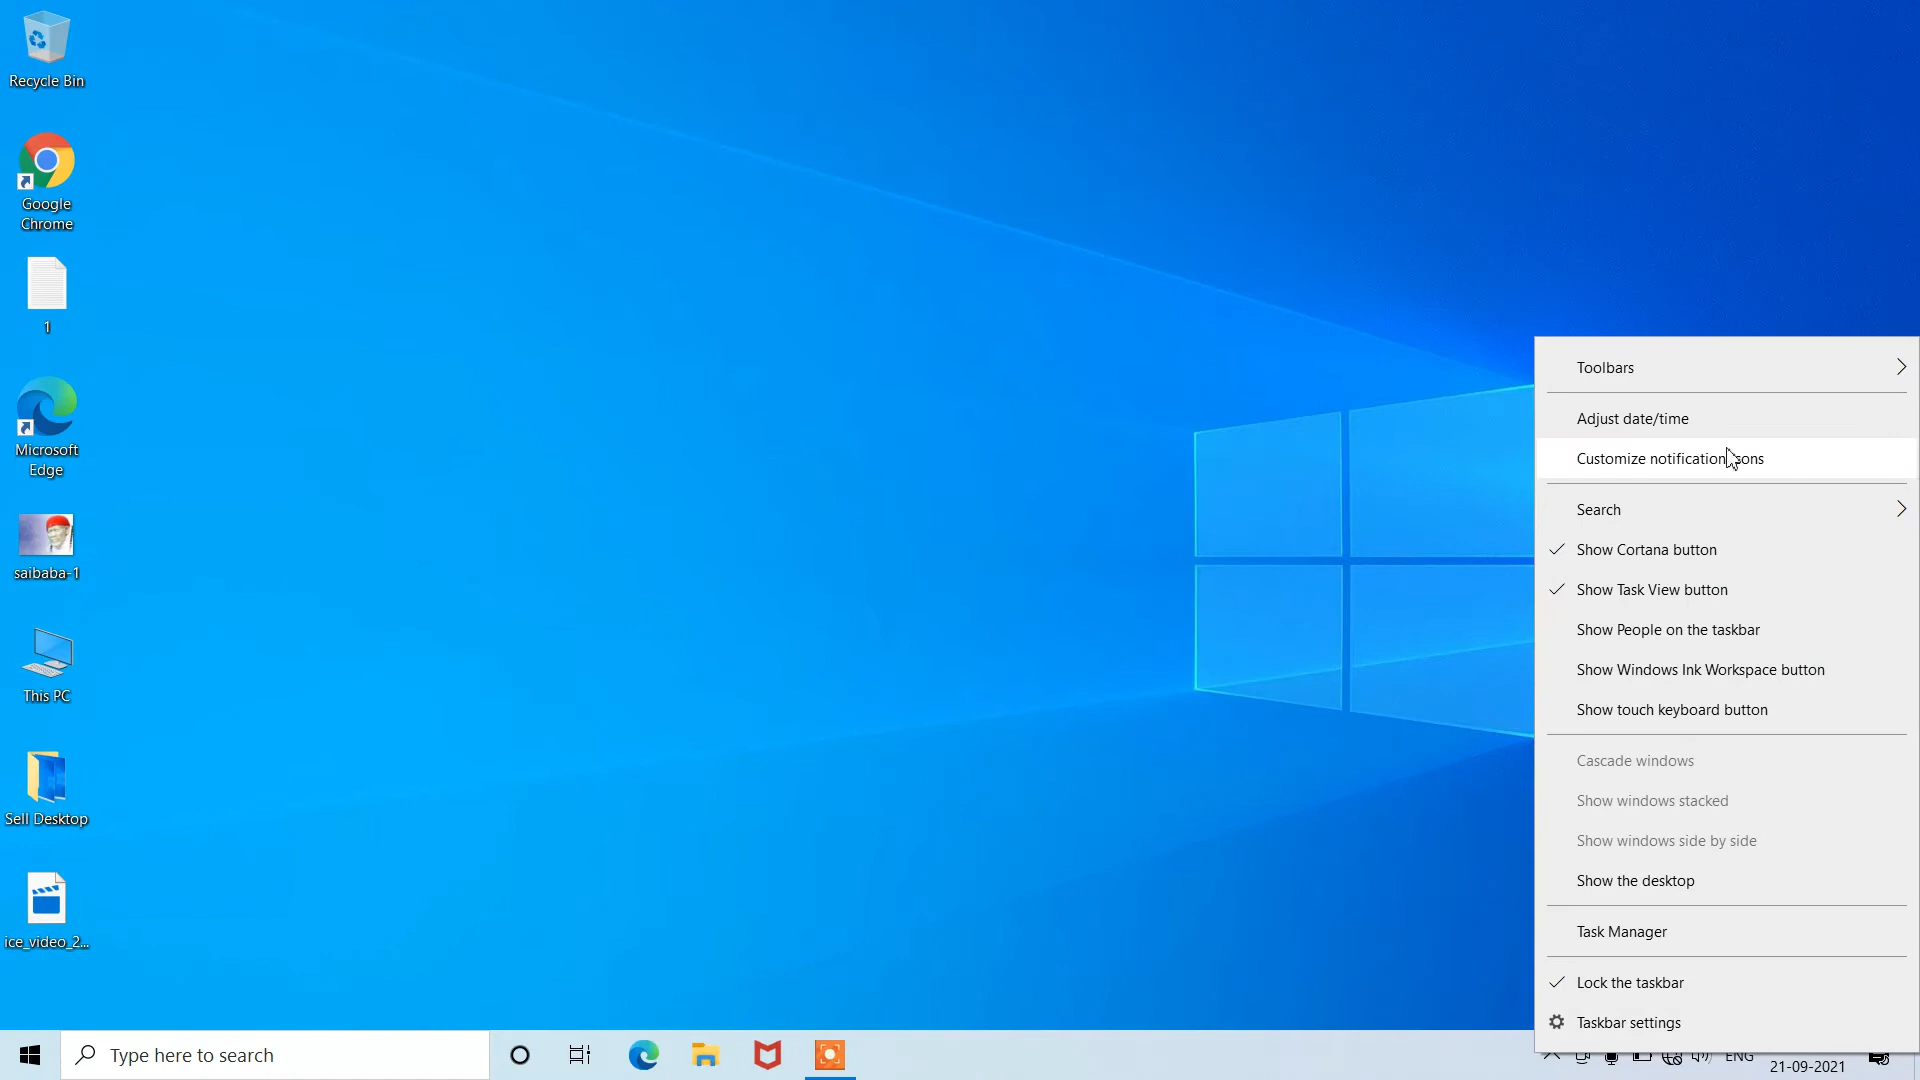 Recycle Bin
Google
Chrome
1
Microsoft
Edge
saibaba-1
This PC
Sell Desktop
ice_video_2...
Toolbars
Adjust date/time
Customize notification icons
Search
Show Cortana button
Show Task View button
Show People on the taskbar
Show Windows Ink Workspace button
Show touch keyboard button
Cascade windows
Show windows stacked
Show windows side by side
Show the desktop
Task Manager
Lock the taskbar
Taskbar settings
Type here to search
ENG
21-09-2021